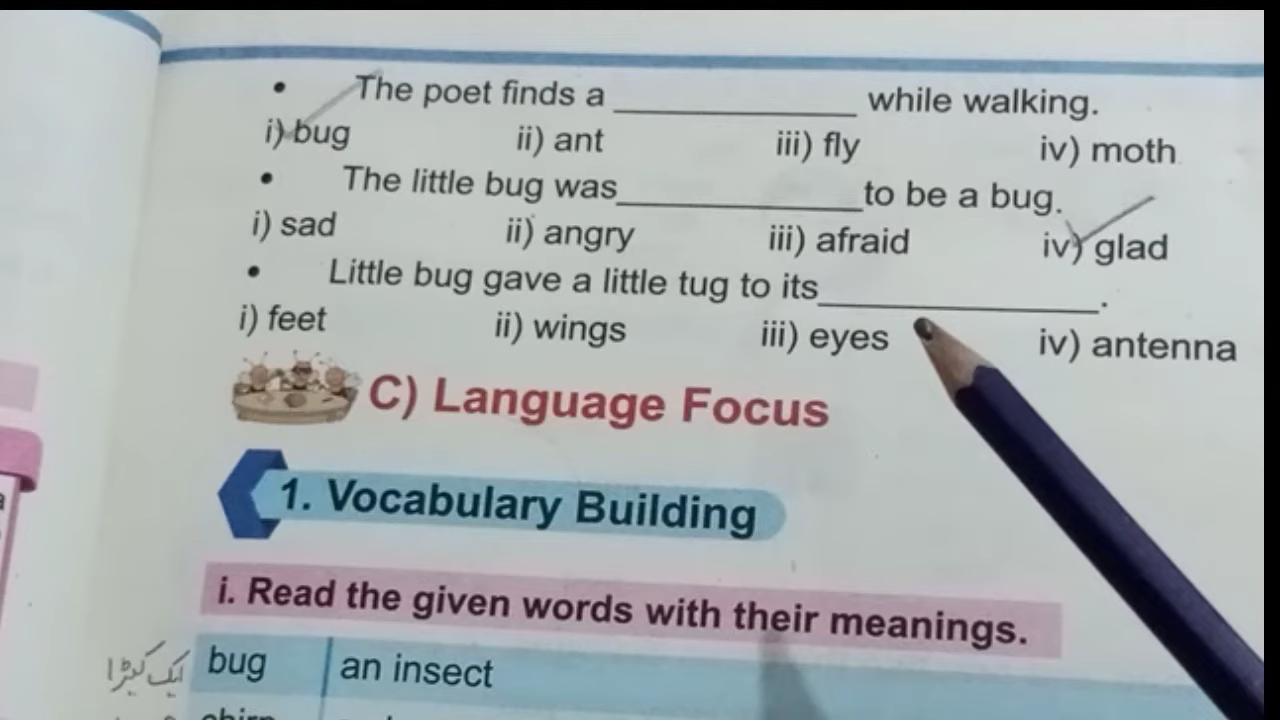 • The poet finds a ____________ while walking.
i) bug ii) ant iii) fly iv) moth
• The little bug was____________to be a bug.
i) sad ii) angry iii) afraid iv) glad
• Little bug gave a little tug to its______________.
i) feet ii) wings iii) eyes iv) antenna
C) Language Focus
1. Vocabulary Building
i. Read the given words with their meanings.
ایک کیڑا bug an insect